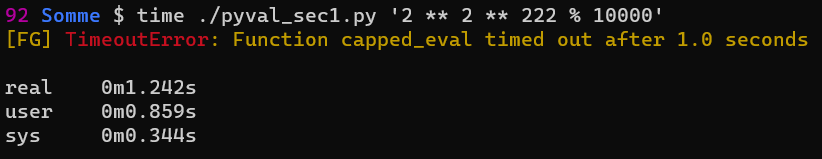 92 Somme $ time ./pyval_sec1.py '2 ** 2 ** 222 % 10000'
[FG] TimeoutError: Function capped_eval timed out after 1.0 seconds
real 0m1.242s
user 0m0.859s
sys 0m0.344s